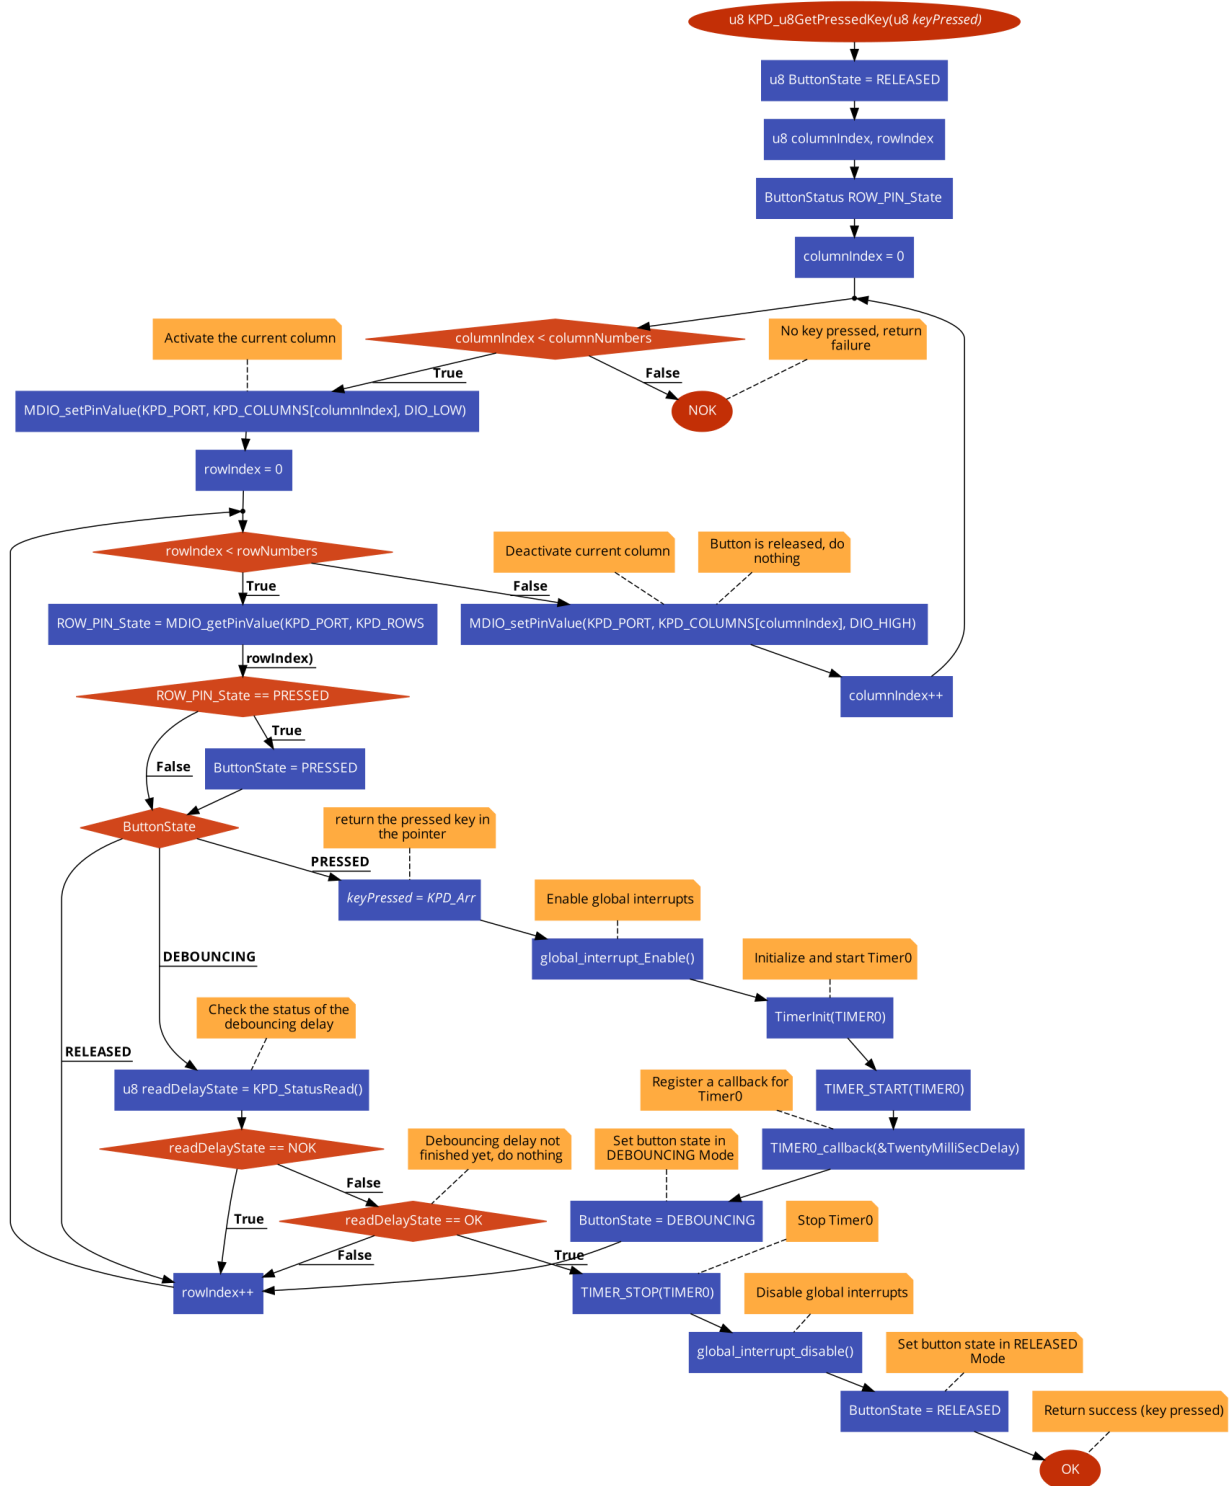 u8 KPD_u8GetPressedKey(u8 keyPressed)
u8 ButtonState = RELEASED
u8 columnIndex, rowIndex
ButtonStatus ROW_PIN_State
columnIndex = 0
Activate the current column
columnIndex < columnNumbers
No key pressed, return
failure
True
False
MDIO_setPinValue(KPD_PORT, KPD_COLUMNS[columnIndex], DIO_LOW)
NOK
rowIndex = 0
rowIndex < rowNumbers
Deactivate current column
Button is released, do
nothing
True
False
ROW_PIN_State = MDIO_getPinValue(KPD_PORT, KPD_ROWS
MDIO_setPinValue(KPD_PORT, KPD_COLUMNS[columnIndex], DIO_HIGH)
rowIndex)
ROW_PIN_State == PRESSED
columnIndex++
True
False
ButtonState = PRESSED
ButtonState
return the pressed key in
the pointer
PRESSED
keyPressed = KPD_Arr
Enable global interrupts
DEBOUNCING
global_interrupt_Enable()
Initialize and start Timer0
Check the status of the
debouncing delay
TimerInit(TIMER0)
RELEASED
u8 readDelayState = KPD_StatusRead()
Register a callback for
Timer0
TIMER_START(TIMER0)
readDelayState == NOK
Debouncing delay not
finished yet, do nothing
Set button state in
DEBOUNCING Mode
TIMER0_callback(&TwentyMilliSecDelay)
False
True
readDelayState == OK
ButtonState = DEBOUNCING
Stop Timer0
False
True
rowIndex++
TIMER_STOP(TIMER0)
Disable global interrupts
global_interrupt_disable()
Set button state in RELEASED
Mode
ButtonState = RELEASED
Return success (key pressed)
OK